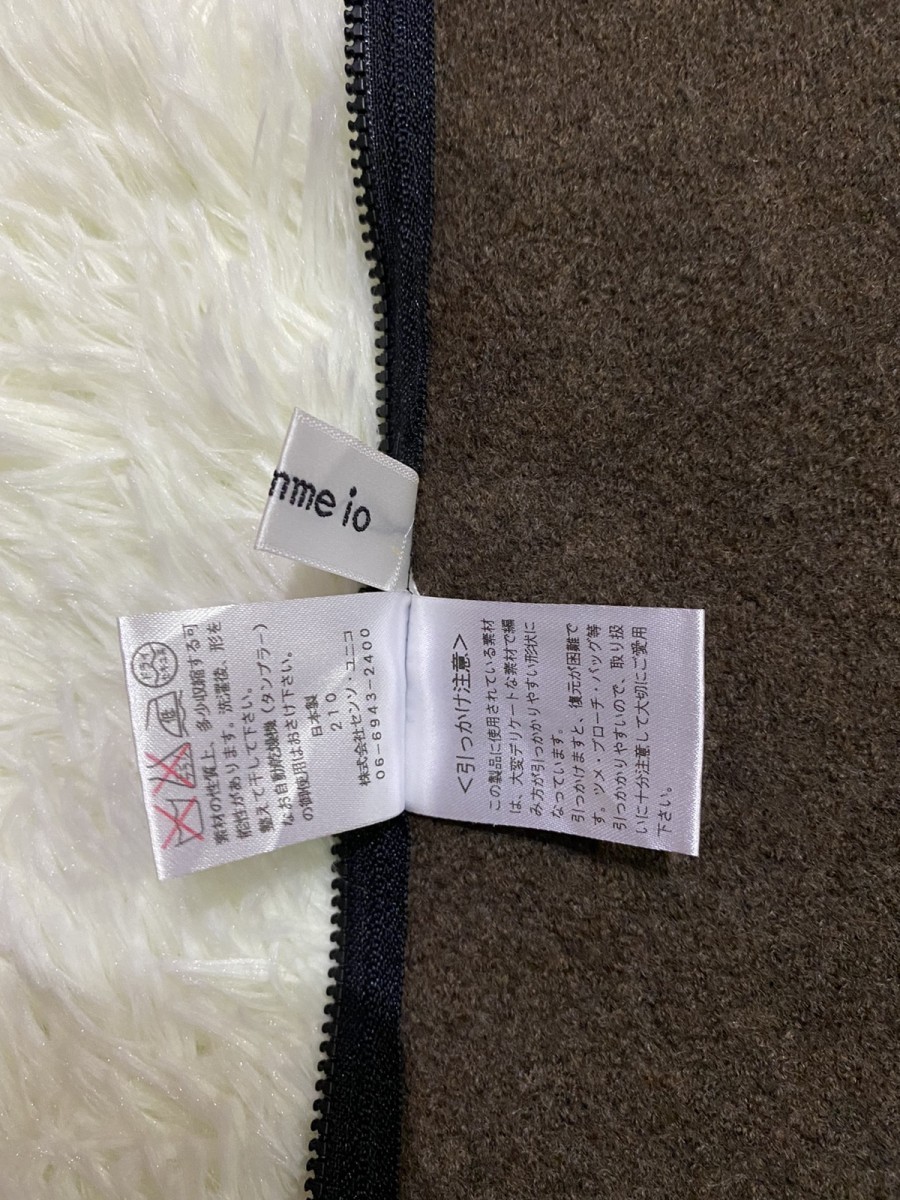 mme io
ドライ
セキユ系
素材の性質上、多少収縮する可
能性があります。洗濯後、形を
整えて干して下さい。
なお自動乾燥機(タンブラー)
の御使用はおさけ下さい。
日本製
210
株式会社センソ・ユニコ
06-6943-2400
<引っかけ注意>
この製品に使用されている素材
は、大変デリケートな素材で編
み方が引っかかりやすい形状に
なっています。
引っかけますと、復元が困難で
す。ツメ・ブローチ・バッグ等
引っかかりやすいので、取り扱
いに十分注意して大切にご愛用
下さい。